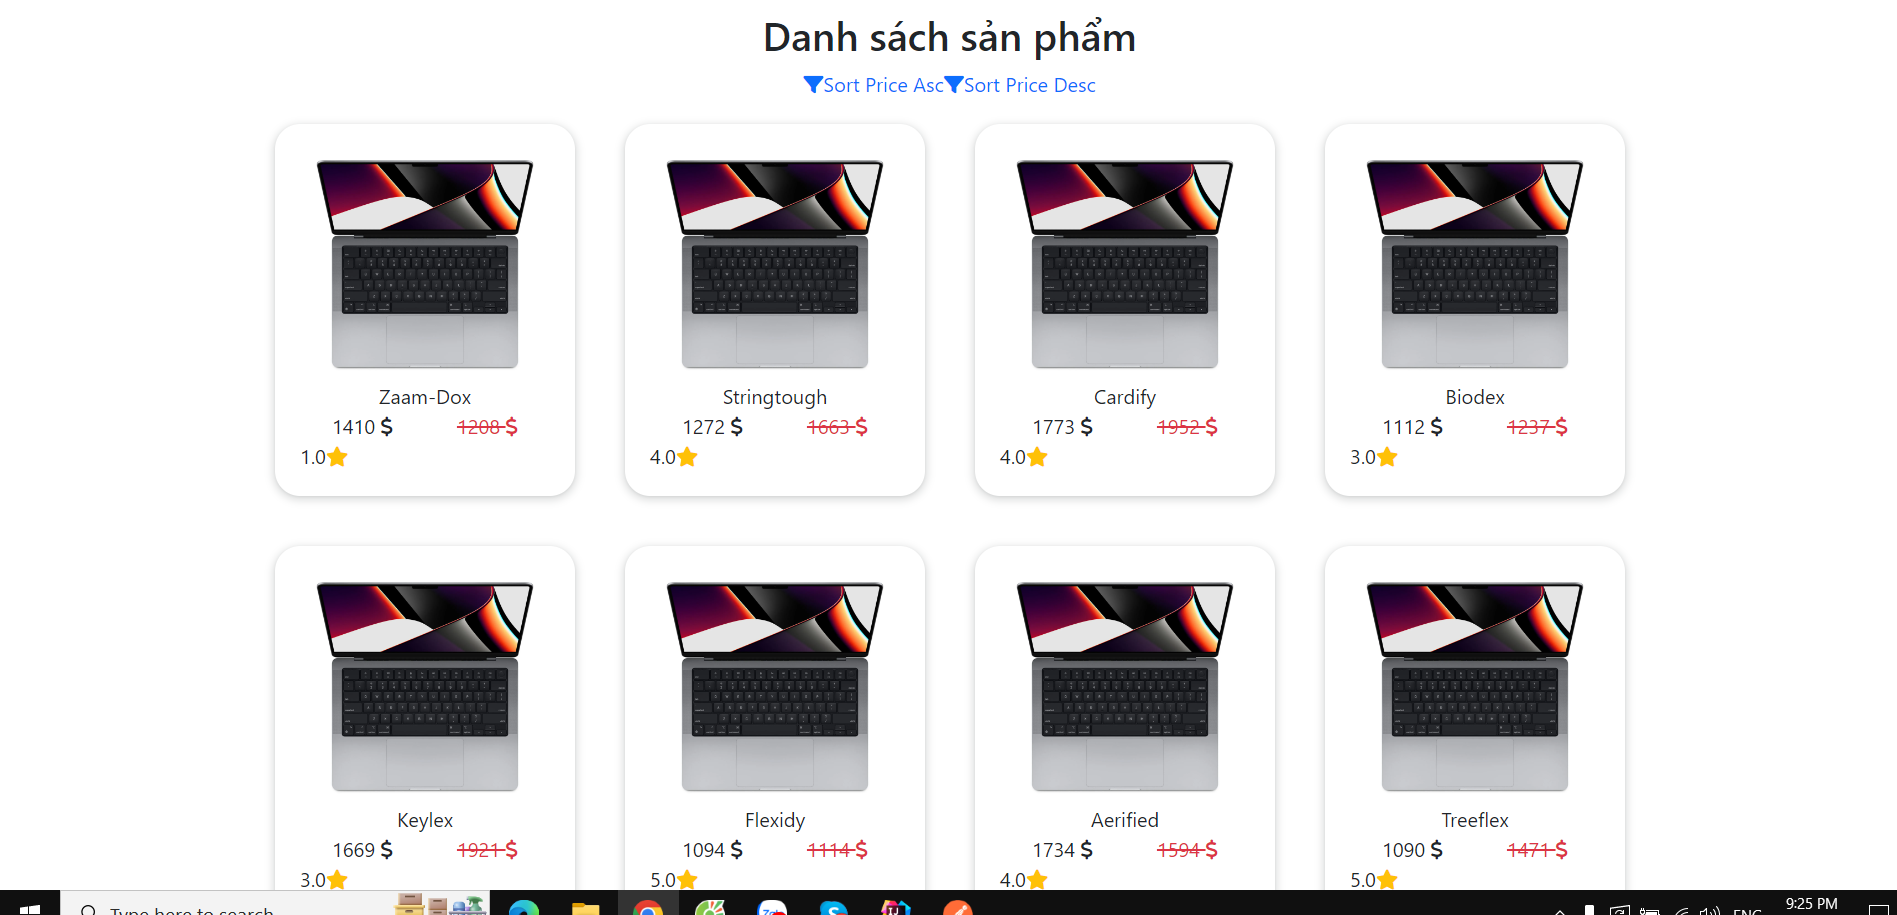 Danh sách sản phẩm
Sort Price Asc Sort Price Desc
Zaam-Dox
1410 $ 1208 $
1.0
Stringtough
1272 $ 1663 $
4.0
Cardify
1773 $ 1952 $
4.0
Biodex
1112 $ 1237 $
3.0
Keylex
1669 $ 1921 $
3.0
Flexidy
1094 $ 1114 $
5.0
Aerified
1734 $ 1594 $
4.0
Treeflex
1090 $ 1471 $
5.0
Type here to search
ENG
9:25 PM